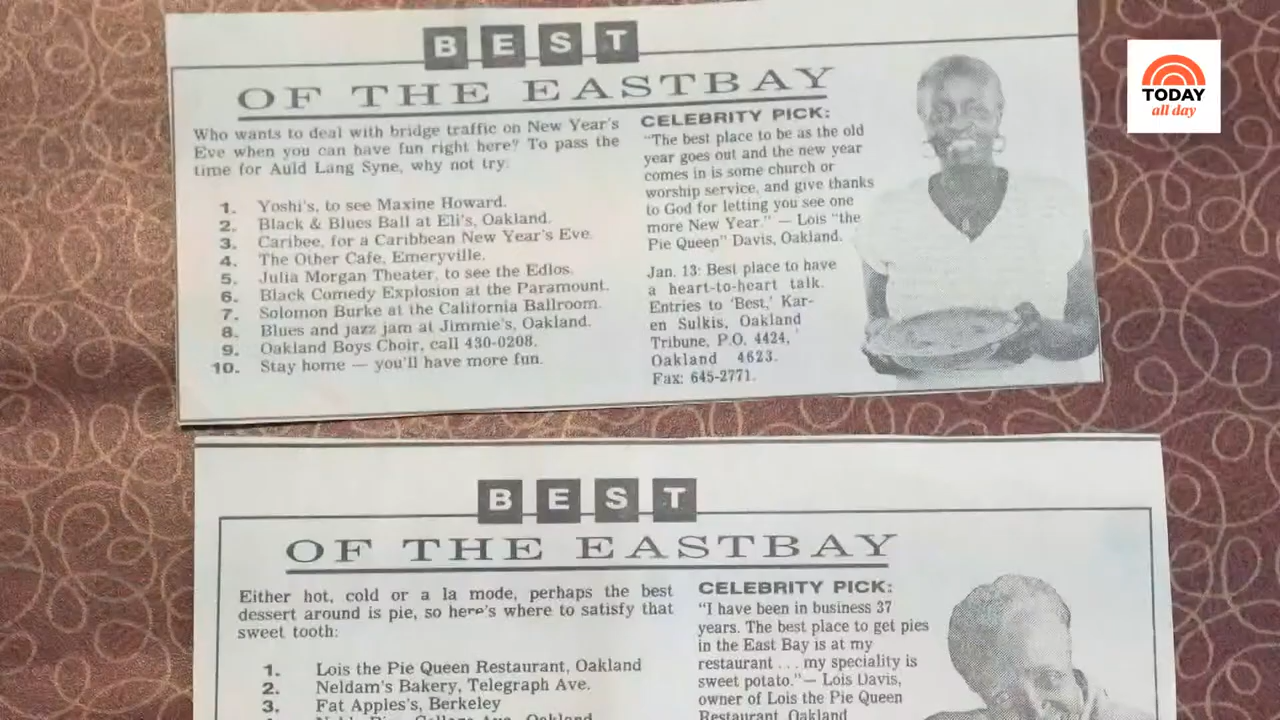 BEST
OF THE EASTBAY
Who wants to deal with bridge traffic on New Year's
Eve when you can have fun right here? To pass the
time for Auld Lang Syne, why not try:
1. Yoshi's, to see Maxine Howard.
2. Black & Blues Ball at Eli's, Oakland.
3. Caribee, for a Caribbean New Year's Eve.
4. The Other Cafe, Emeryville.
5. Julia Morgan Theater, to see the Edlos.
6. Black Comedy Explosion at the Paramount.
7. Solomon Burke at the California Ballroom.
8. Blues and jazz jam at Jimmie's, Oakland.
9. Oakland Boys Choir, call 430-0208.
10. Stay home — you'll have more fun.
CELEBRITY PICK:
"The best place to be as the old
year goes out and the new year
comes in is some church or
worship service, and give thanks
to God for letting you see one
more New Year." — Lois "the
Pie Queen" Davis, Oakland.
Jan. 13: Best place to have
a heart-to-heart talk.
Entries to 'Best,' Kar-
en Sulkis, Oakland
Tribune, P.O. 4424,
Oakland 4623.
Fax: 645-2771.
TODAY
all day
BEST
OF THE EASTBAY
Either hot, cold or a la mode, perhaps the best
dessert around is pie, so here's where to satisfy that
sweet tooth:
1. Lois the Pie Queen Restaurant, Oakland
2. Neldam's Bakery, Telegraph Ave.
3. Fat Apples's, Berkeley
CELEBRITY PICK:
"I have been in business 37
years. The best place to get pies
in the East Bay is at my
restaurant . . . my speciality is
sweet potato." — Lois Davis,
owner of Lois the Pie Queen
Restaurant, Oakland